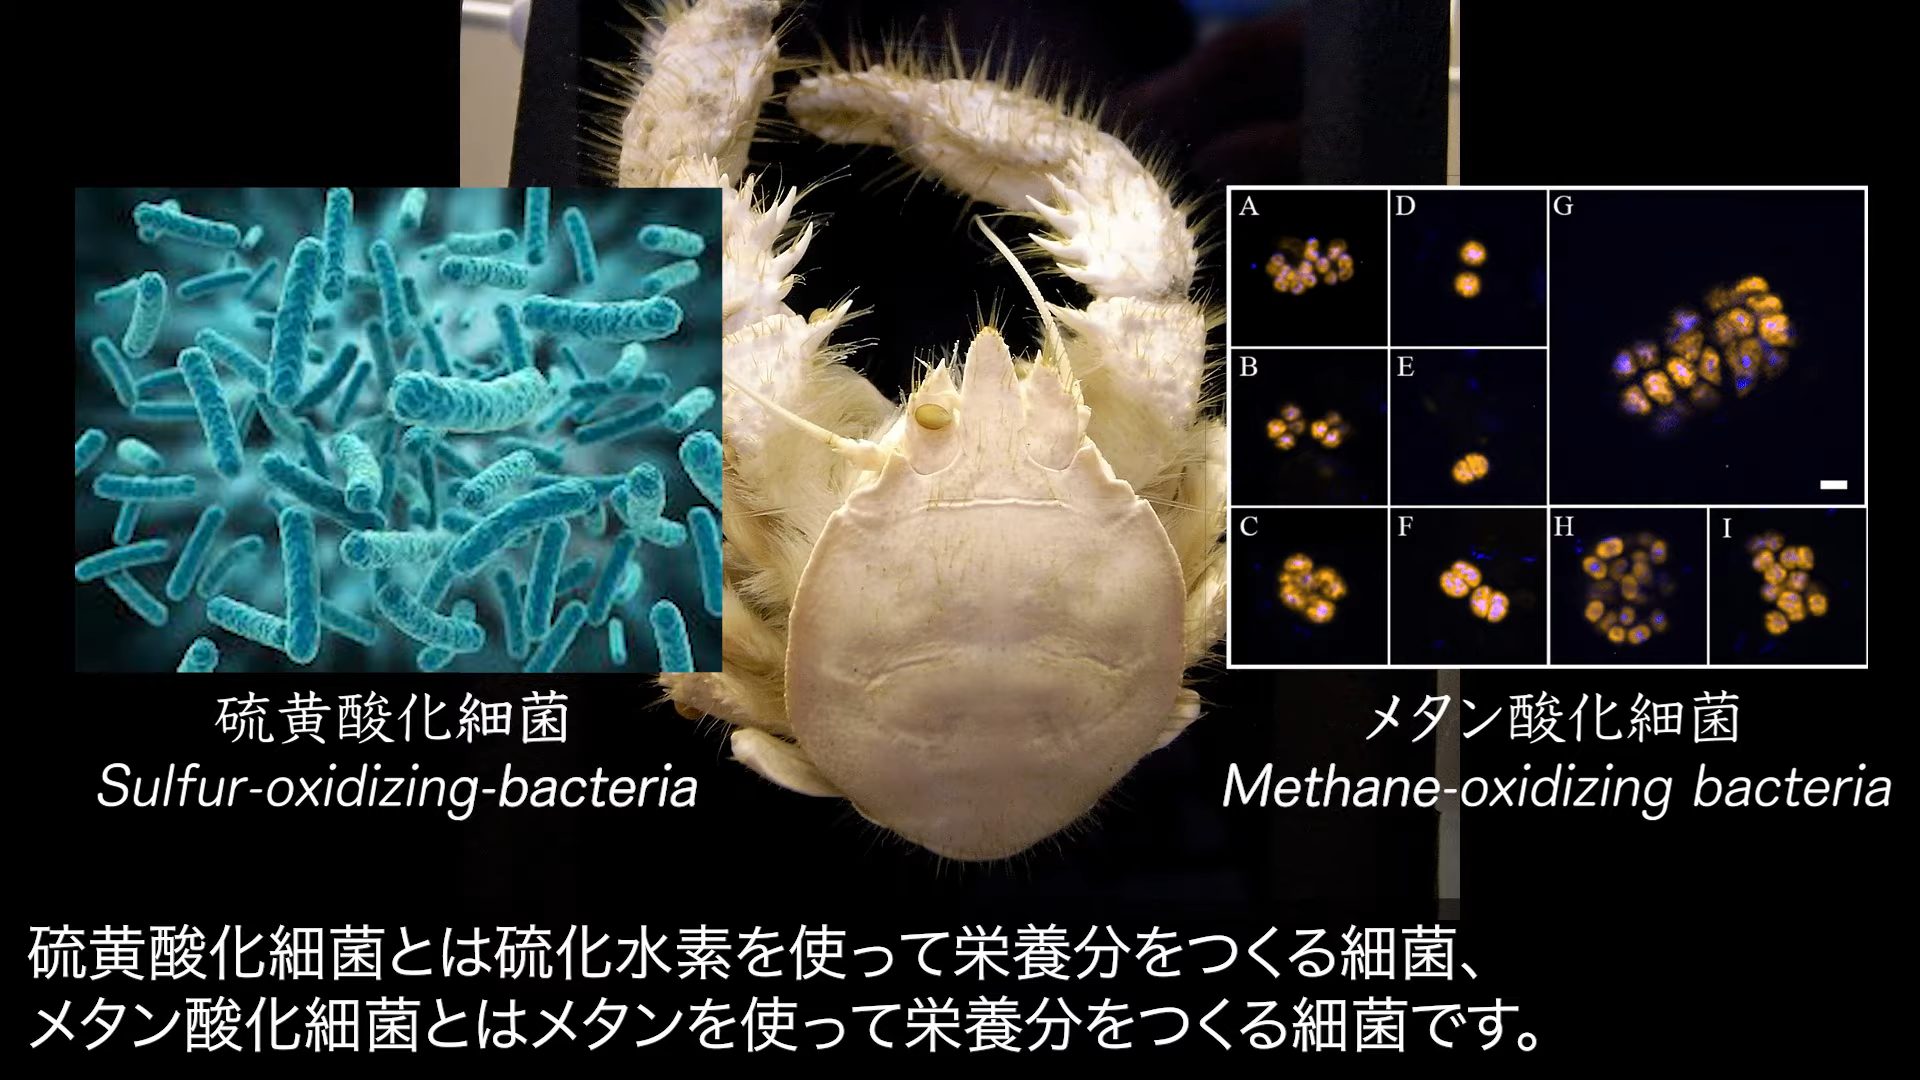 A
D
G
B
E
C
F
H
I
硫黄酸化細菌
Sulfur-oxidizing-bacteria
メタン酸化細菌
Methane-oxidizing bacteria
硫黄酸化細菌とは硫化水素を使って栄養分をつくる細菌、
メタン酸化細菌とはメタンを使って栄養分をつくる細菌です。